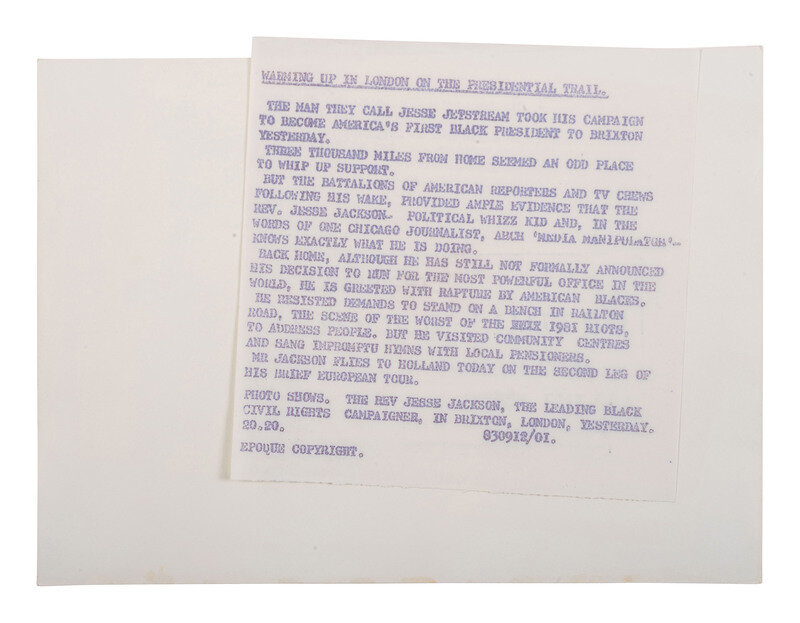 WARMING UP IN LONDON ON THE PRESIDENTIAL TRAIL.
THE MAN THEY CALL JESSE JETSTREAM TOOK HIS CAMPAIGN
TO BECOME AMERICA'S FIRST BLACK PRESIDENT TO BRIXTON
YESTERDAY.
THREE THOUSAND MILES FROM HOME SEEMED AN ODD PLACE
TO WHIP UP SUPPORT.
BUT THE BATTALIONS OF AMERICAN REPORTERS AND TV CREWS
FOLLOWING HIS WAKE, PROVIDED AMPLE EVIDENCE THAT THE
REV. JESSE JACKSON- POLITICAL WHIZZ KID AND, IN THE
WORDS OF ONE CHICAGO JOURNALIST, ARCH 'MEDIA MANIPULATOR'-
KNOWS EXACTLY WHAT HE IS DOING.
BACK HOME, ALTHOUGH HE HAS STILL NOT FORMALLY ANNOUNCED
HIS DECISION TO RUN FOR THE MOST POWERFUL OFFICE IN THE
WORLD, HE IS GREETED WITH RAPTURE BY AMERICAN BLACKS.
HE RESISTED DEMANDS TO STAND ON A BENCH IN RAILTON
ROAD, THE SCENE OF THE WORST OF THE 1981 RIOTS,
TO ADDRESS PEOPLE. BUT HE VISITED COMMUNITY CENTRES
AND SANG IMPROMPTU HYMNS WITH LOCAL PENSIONERS.
MR JACKSON FLIES TO HOLLAND TODAY ON THE SECOND LEG OF
HIS BRIEF EUROPEAN TOUR.
PHOTO SHOWS. THE REV JESSE JACKSON, THE LEADING BLACK
CIVIL RIGHTS CAMPAIGNER, IN BRIXTON, LONDON, YESTERDAY.
20.20. 830912/01.
EPOQUE COPYRIGHT.